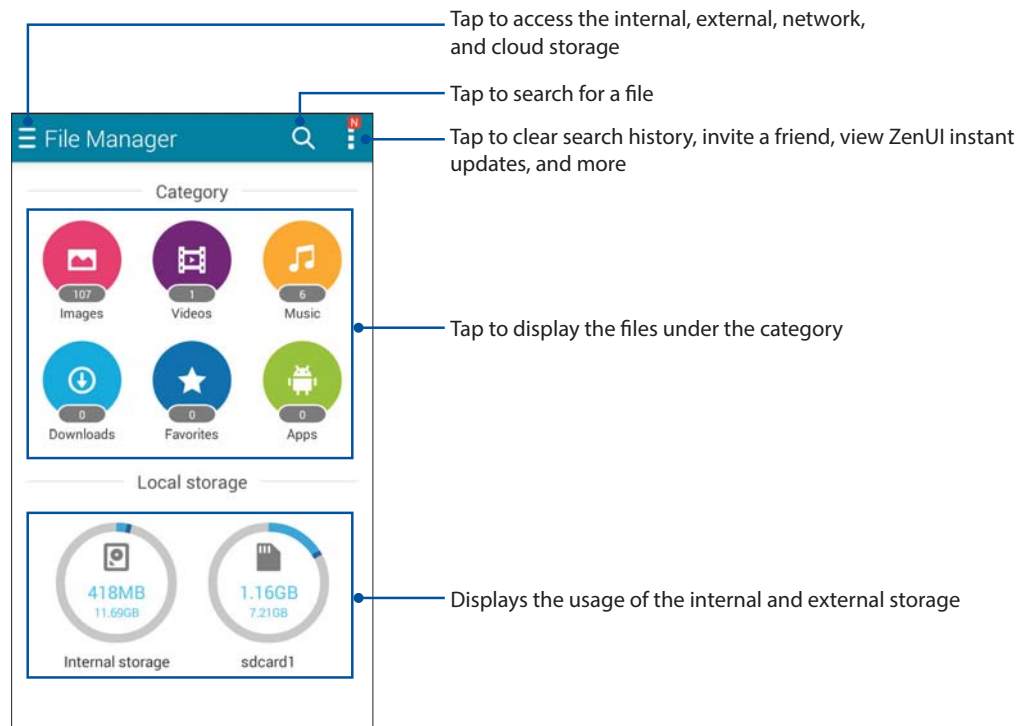 Tap to access the internal, external, network,
and cloud storage
Tap to search for a file
N
File Manager
Tap to clear search history, invite a friend, view ZenUI instant
updates, and more
Category
107
1
6
Images
Videos
Music
Tap to display the files under the category
0
0
0
Downloads
Favorites
Apps
Local storage
418MB
1.16GB
11.69GB
7.21GB
Displays the usage of the internal and external storage
Internal storage
sdcard1